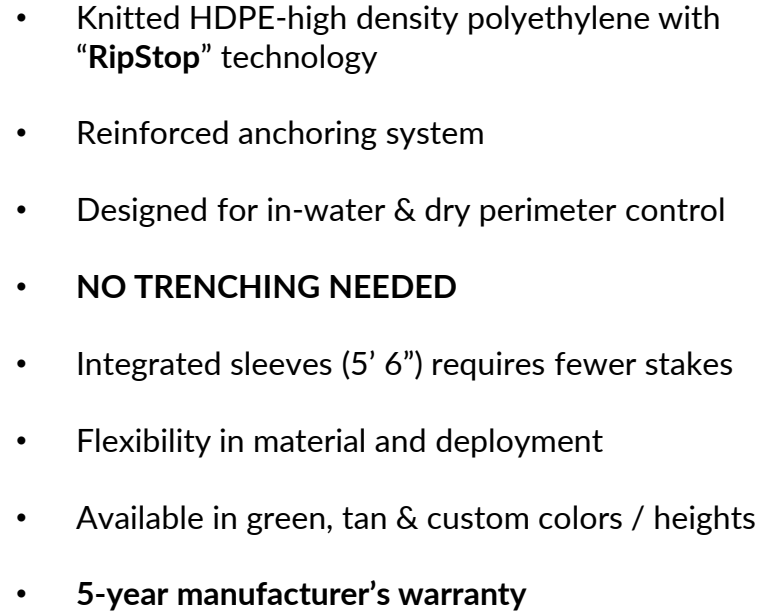 • Knitted HDPE-high density polyethylene with
“RipStop” technology
• Reinforced anchoring system
• Designed for in-water & dry perimeter control
• NO TRENCHING NEEDED
• Integrated sleeves (5’ 6”) requires fewer stakes
• Flexibility in material and deployment
• Available in green, tan & custom colors / heights
• 5-year manufacturer’s warranty